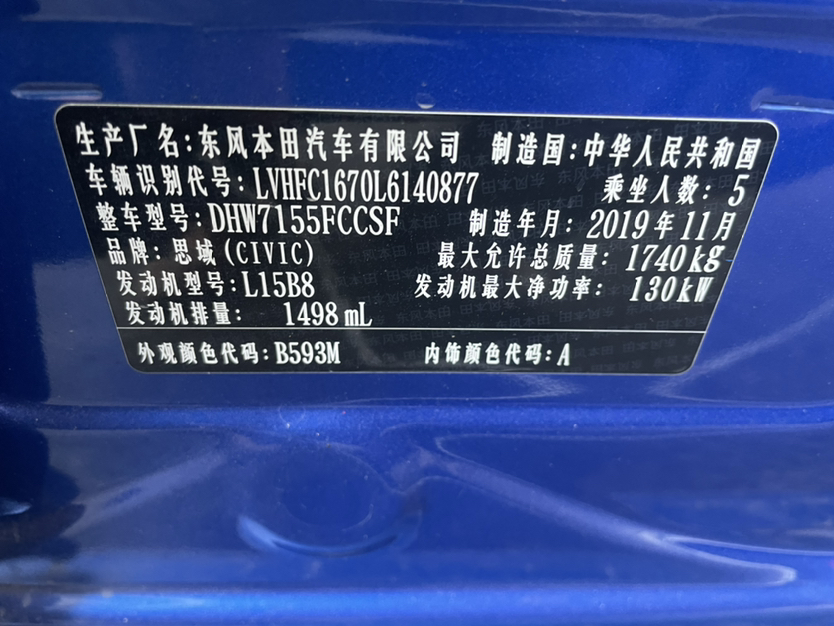 生产厂名:东风本田汽车有限公司 制造国:中华人民共和国
车辆识别代号:LVHFC1670L6140877 乘坐人数:5
整车型号:DHW7155FCCSF 制造年月:2019年11月
品牌:思域(CIVIC) 最大允许总质量:1740kg
发动机型号:L15B8 发动机最大净功率:130kW
发动机排量: 1498mL
外观颜色代码:B593M 内饰颜色代码:A